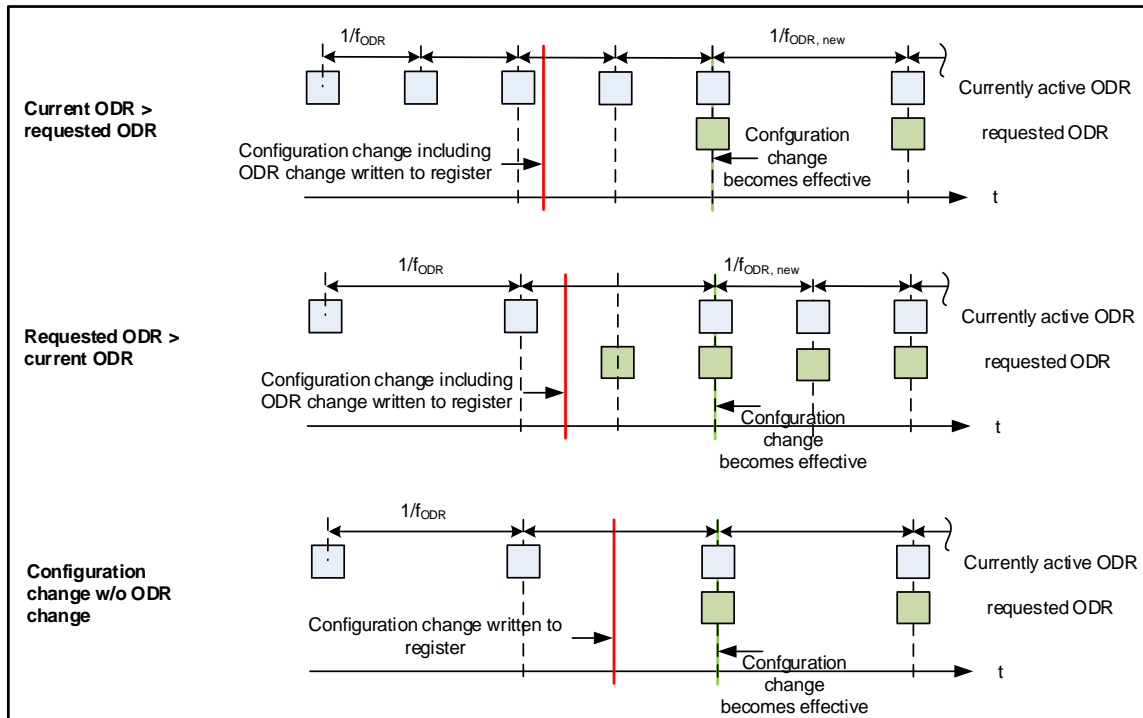 1/fODR
1/fODR, new
Current ODR >
requested ODR
Currently active ODR
requested ODR
Configuration change including
ODR change written to register
Confguration
change
becomes effective
t
1/fODR
1/fODR, new
Requested ODR >
current ODR
Currently active ODR
requested ODR
Configuration change including
ODR change written to register
Confguration
change
becomes effective
t
1/fODR
Configuration
change w/o ODR
change
Currently active ODR
requested ODR
Configuration change written to
register
Confguration
change
becomes effective
t